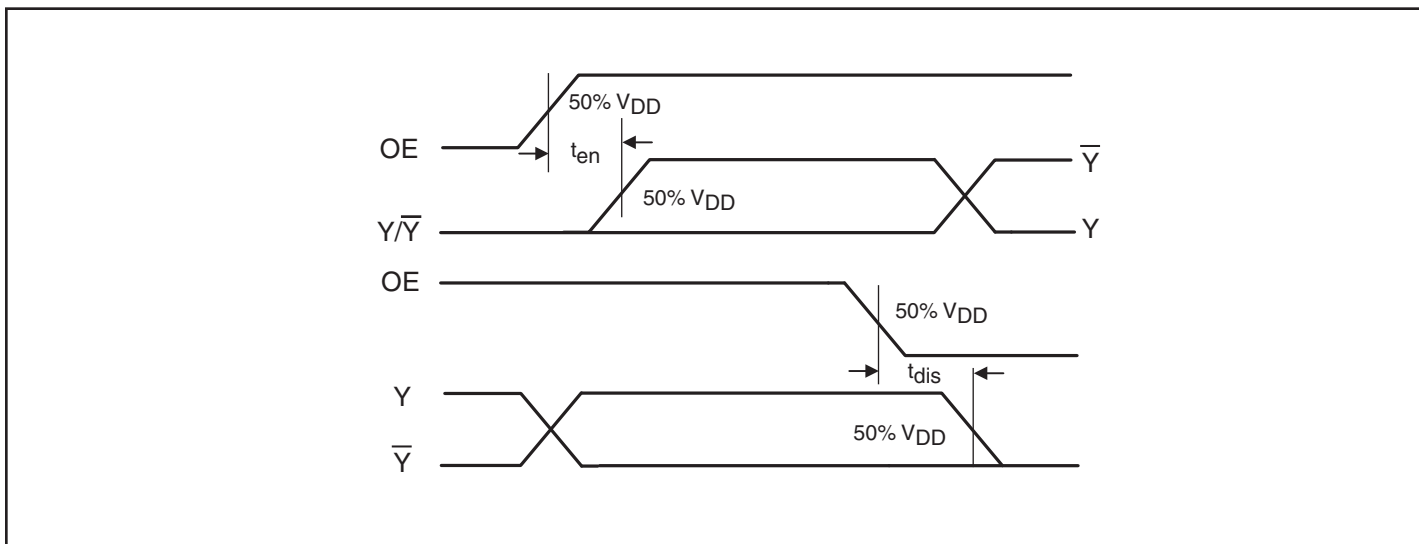 50% VDD
OE
ten
Y̅
50% VDD
Y/Y̅
Y
OE
50% VDD
tdis
Y
50% VDD
Y̅